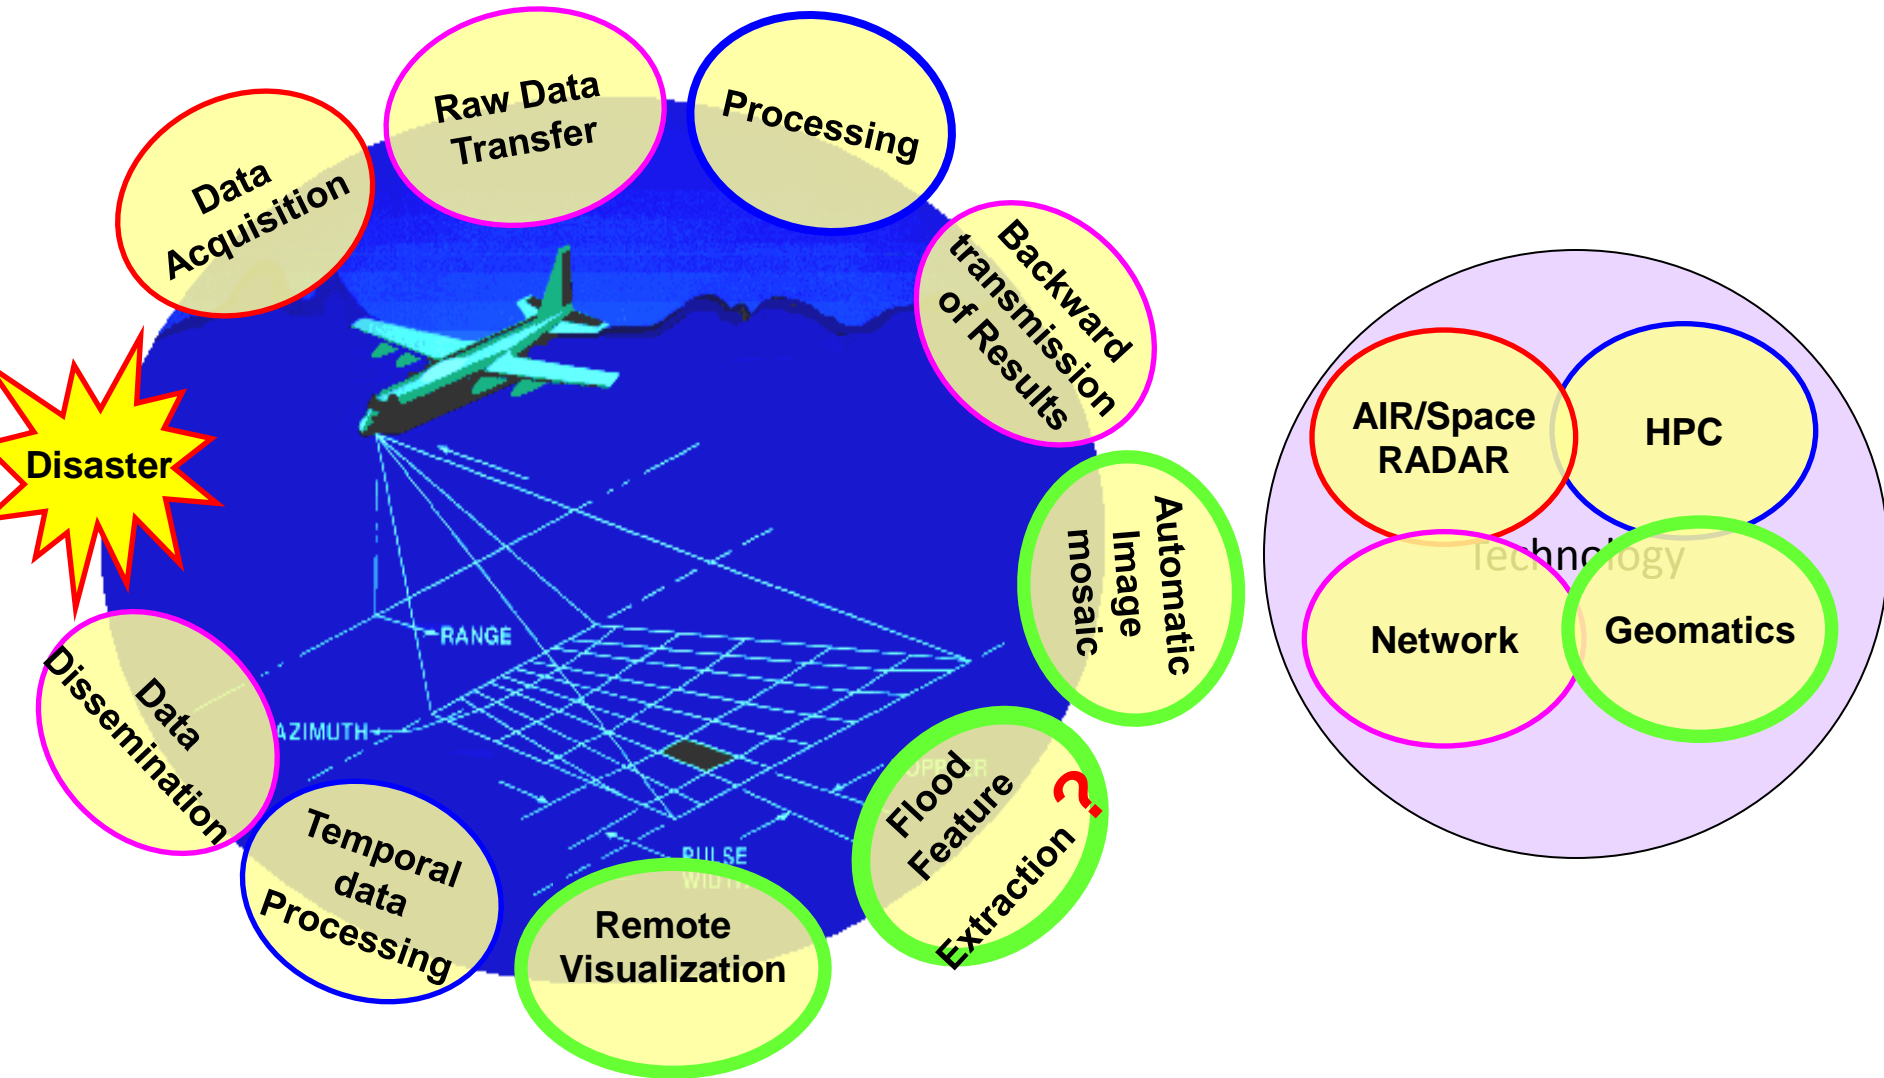 Raw Data
Transfer
Processing
Data
Acquisition
Backward
transmission
of Results
Disaster
AIR/Space
RADAR
HPC
Technology
Network
Geomatics
Automatic
Image
mosaic
RANGE
AZIMUTH
Data
Dissemination
Flood
Feature
Extraction ?
PULSE
Temporal
data
Processing
Remote
Visualization